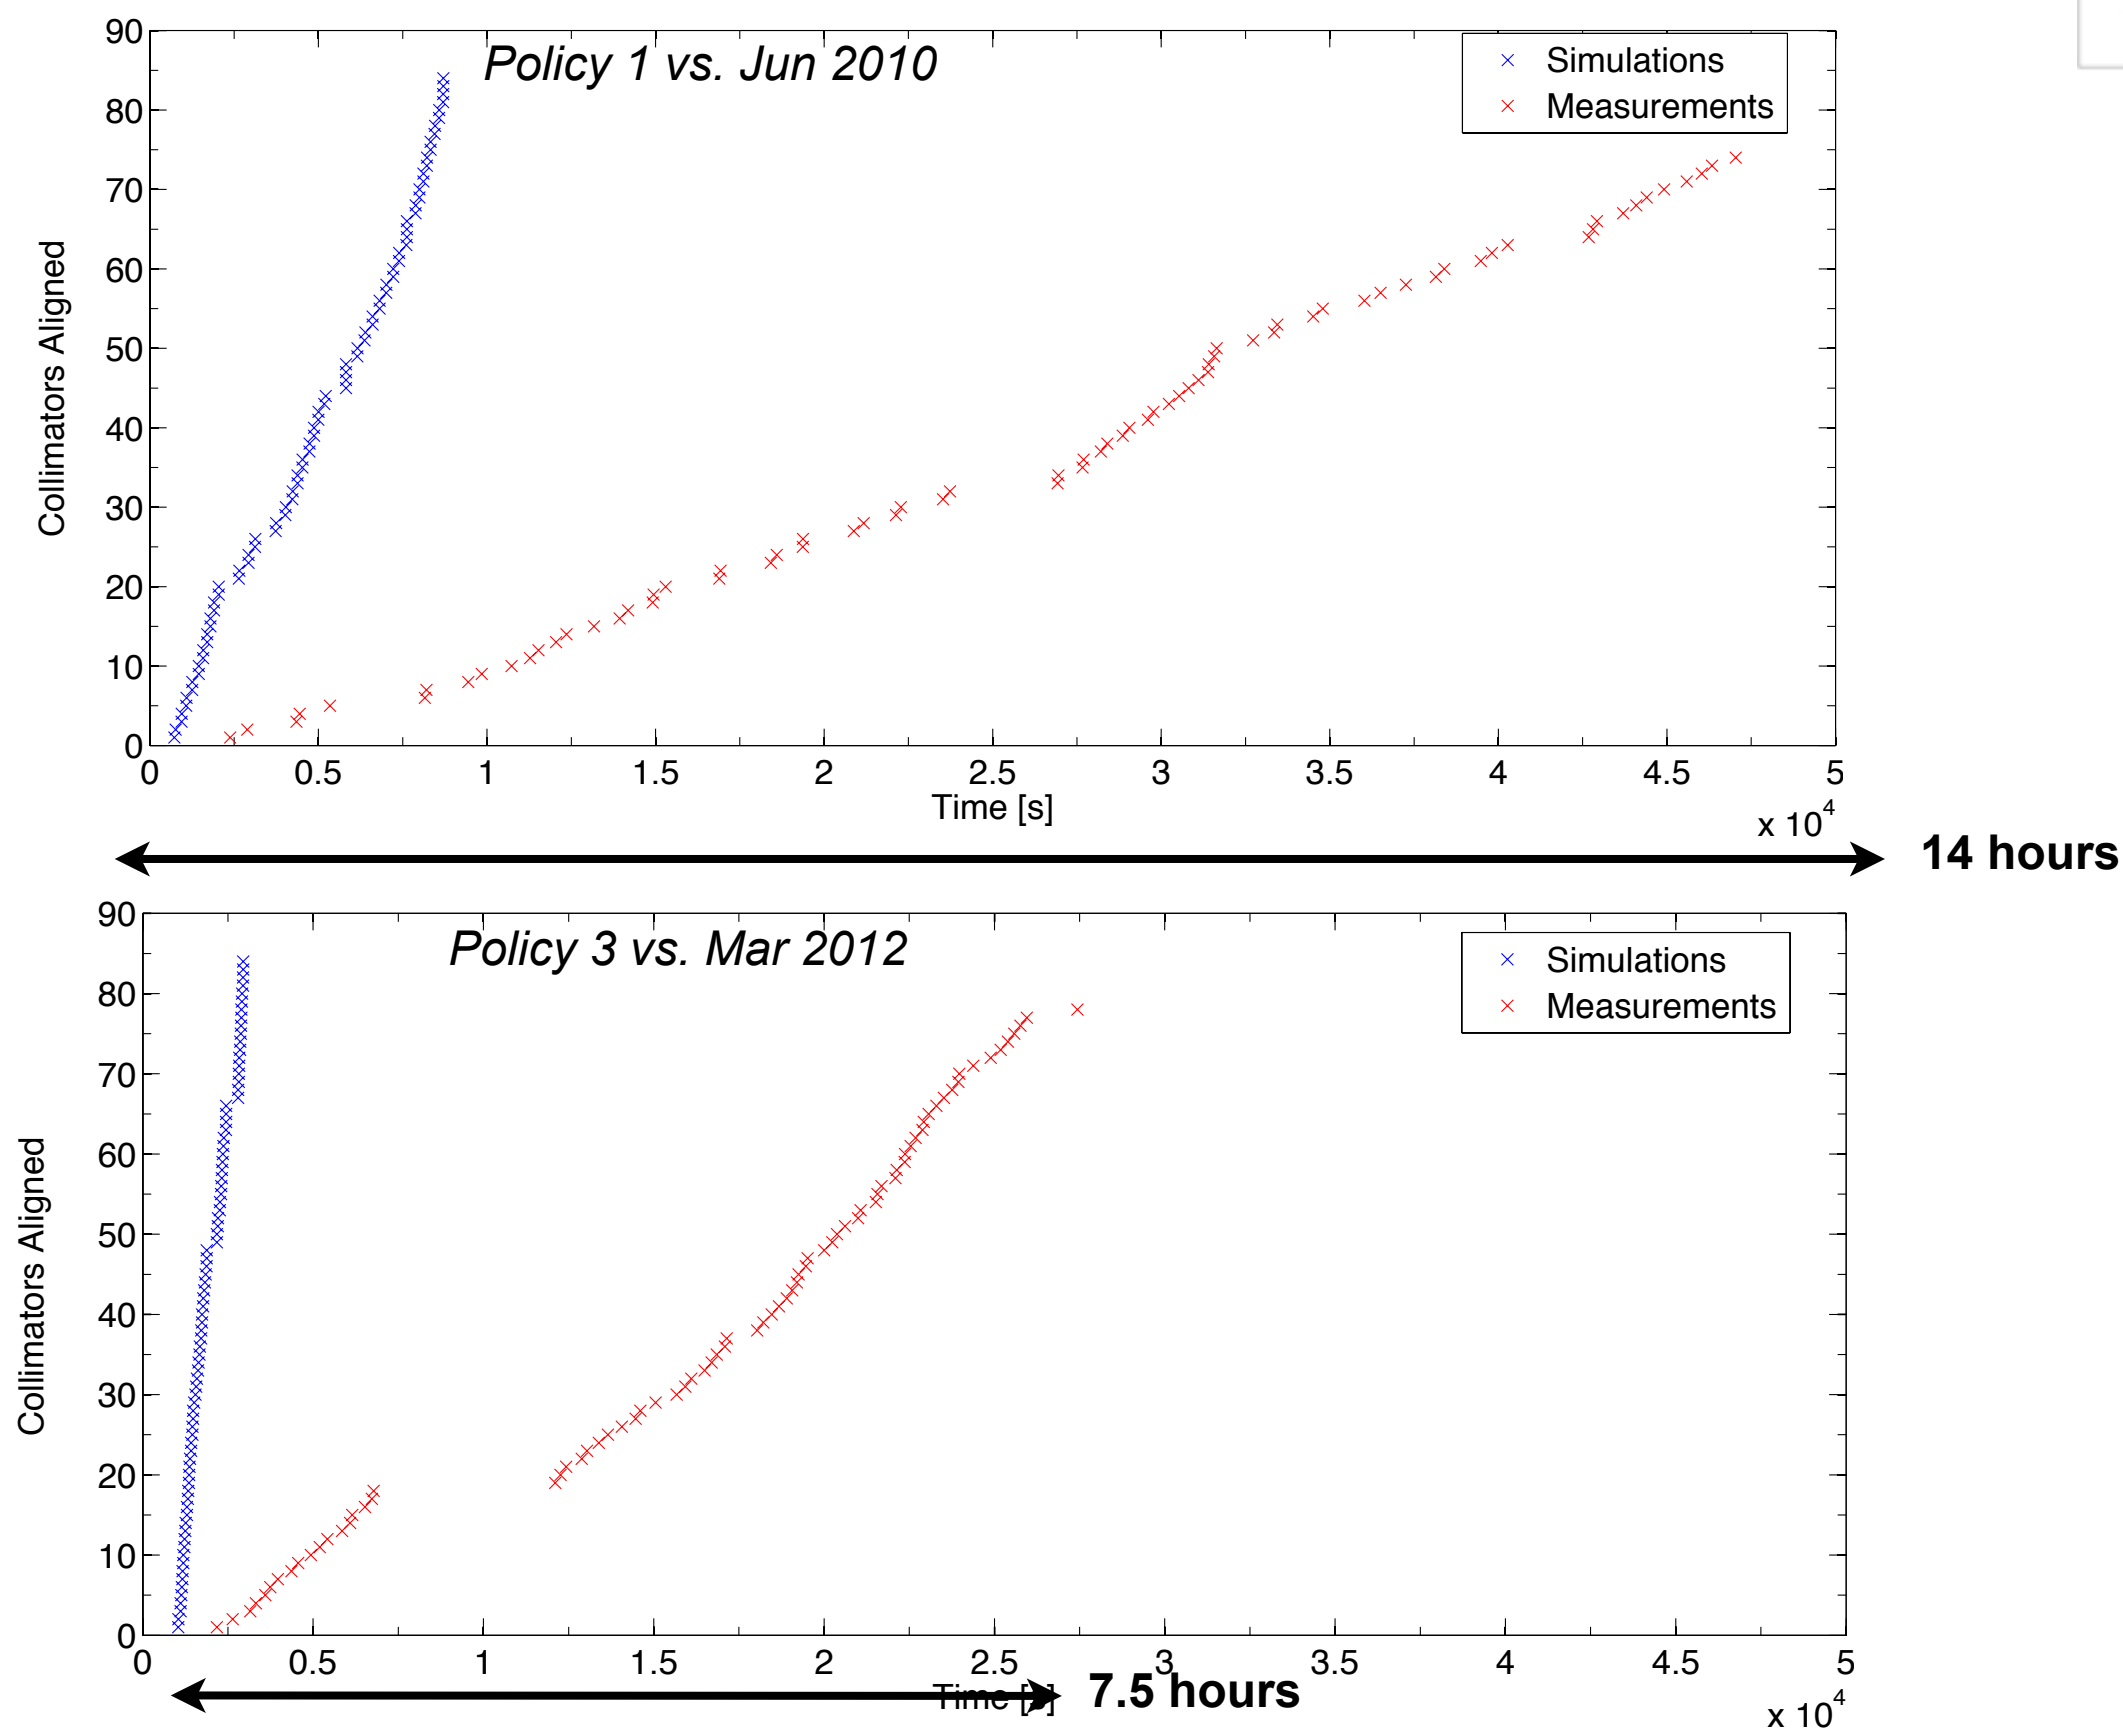 Policy 1 vs. Jun 2010
Simulations
Measurements
Collimators Aligned
90
80
70
60
50
40
30
20
10
0
0 0.5 1 1.5 2 2.5 3 3.5 4 4.5 5
Time [s]
x 10^4
14 hours
Policy 3 vs. Mar 2012
Simulations
Measurements
Collimators Aligned
90
80
70
60
50
40
30
20
10
0
0 0.5 1 1.5 2 2.5 3 3.5 4 4.5 5
Time [s]
7.5 hours
x 10^4